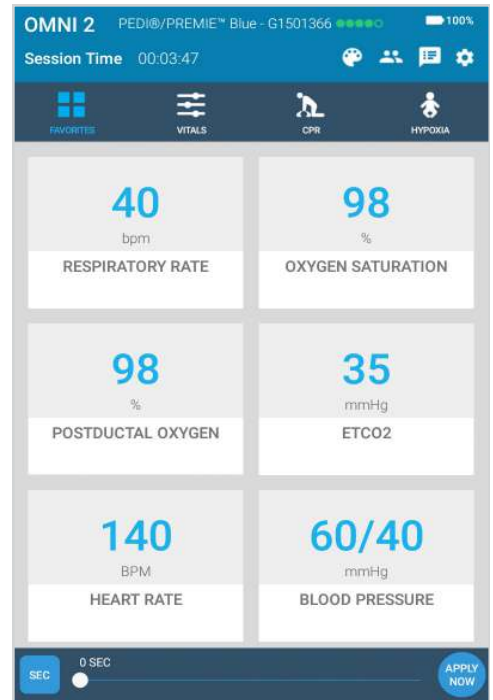 OMNI 2 PEDI®/PREMIE™ Blue - G1501366 100%
Session Time 00:03:47
FAVORITES VITALS CPR HYPOXIA
40 98
bpm %
RESPIRATORY RATE OXYGEN SATURATION
98 35
% mmHg
POSTDUCTAL OXYGEN ETCO2
140 60/40
BPM mmHg
HEART RATE BLOOD PRESSURE
0 SEC
SEC APPLY NOW